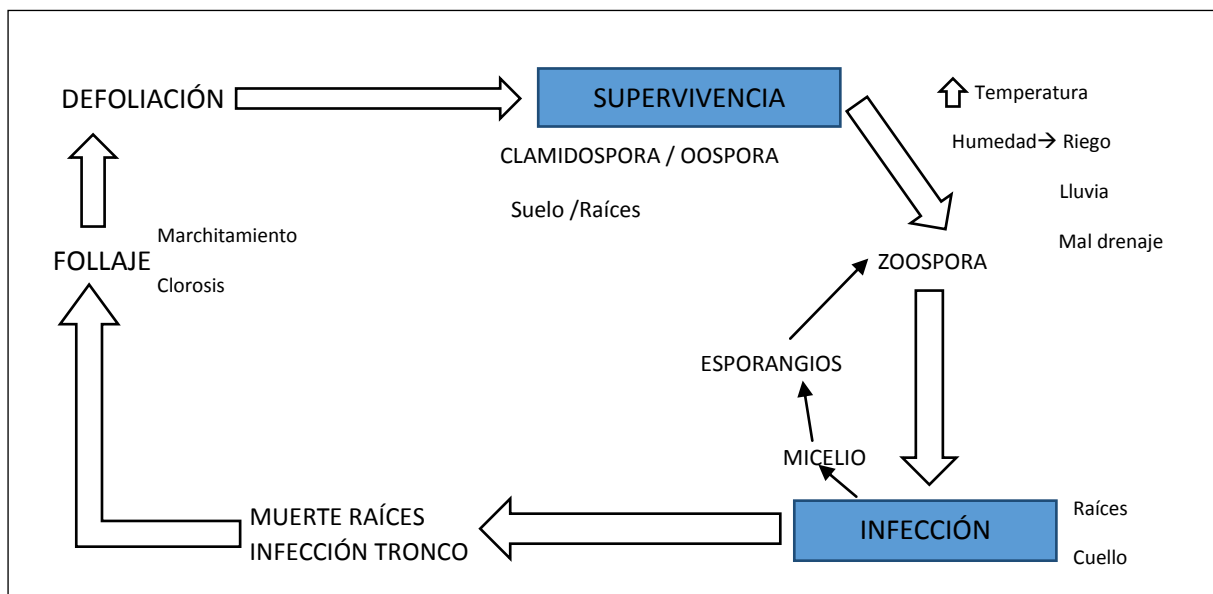 DEFOLIACIÓN
SUPERVIVENCIA
Temperatura
CLAMIDOSPORA / OOSPORA
Humedad→ Riego
Suelo /Raíces
Lluvia
Marchitamiento
Mal drenaje
FOLLAJE
ZOOSPORA
Clorosis
ESPORANGIOS
MICELIO
MUERTE RAÍCES
INFECCIÓN TRONCO
INFECCIÓN
Raíces
Cuello